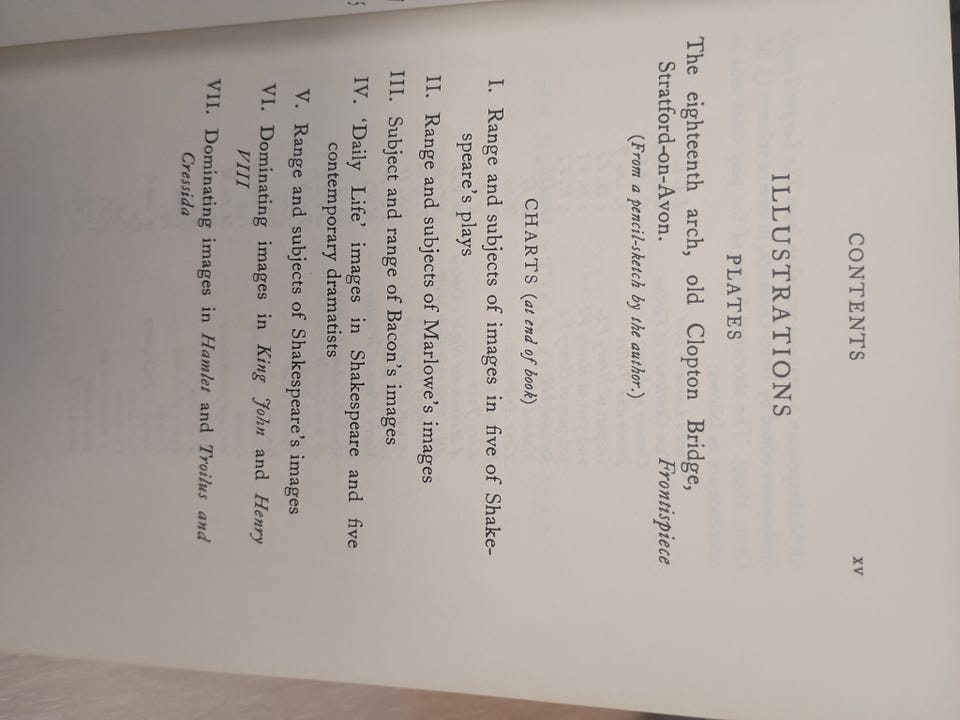 CONTENTS xv
ILLUSTRATIONS
PLATES
The eighteenth arch, old Clopton Bridge,
Stratford-on-Avon. Frontispiece
(From a pencil-sketch by the author.)
CHARTS (at end of book)
I. Range and subjects of images in five of Shake-
speare's plays
II. Range and subjects of Marlowe's images
III. Subject and range of Bacon's images
IV. 'Daily Life' images in Shakespeare and five
contemporary dramatists
V. Range and subjects of Shakespeare's images
VI. Dominating images in King John and Henry
VIII
VII. Dominating images in Hamlet and Troilus and
Cressida